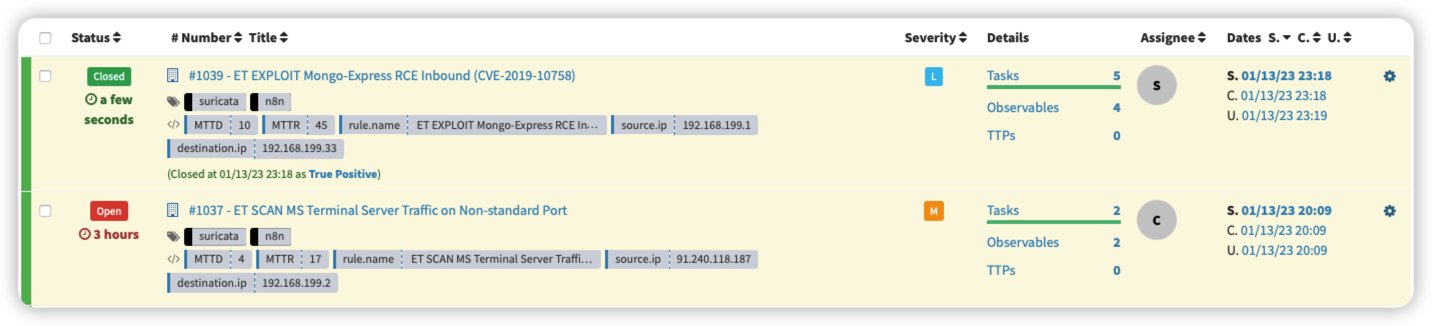 Status # Number Title Severity Details Assignee Dates S. C. U.
Closed #1039 - ET EXPLOIT Mongo-Express RCE Inbound (CVE-2019-10758) L Tasks 5 S S. 01/13/23 23:18
a few seconds suricata n8n Observables 4 C. 01/13/23 23:18
MTTD 10 MTTR 45 rule.name ET EXPLOIT Mongo-Express RCE In... source.ip 192.168.199.1 TTPs 0 U. 01/13/23 23:19
destination.ip 192.168.199.33
(Closed at 01/13/23 23:18 as True Positive)
Open #1037 - ET SCAN MS Terminal Server Traffic on Non-standard Port M Tasks 2 C S. 01/13/23 20:09
3 hours suricata n8n Observables 2 C. 01/13/23 20:09
MTTD 4 MTTR 17 rule.name ET SCAN MS Terminal Server Traffi... source.ip 91.240.118.187 TTPs 0 U. 01/13/23 20:09
destination.ip 192.168.199.2